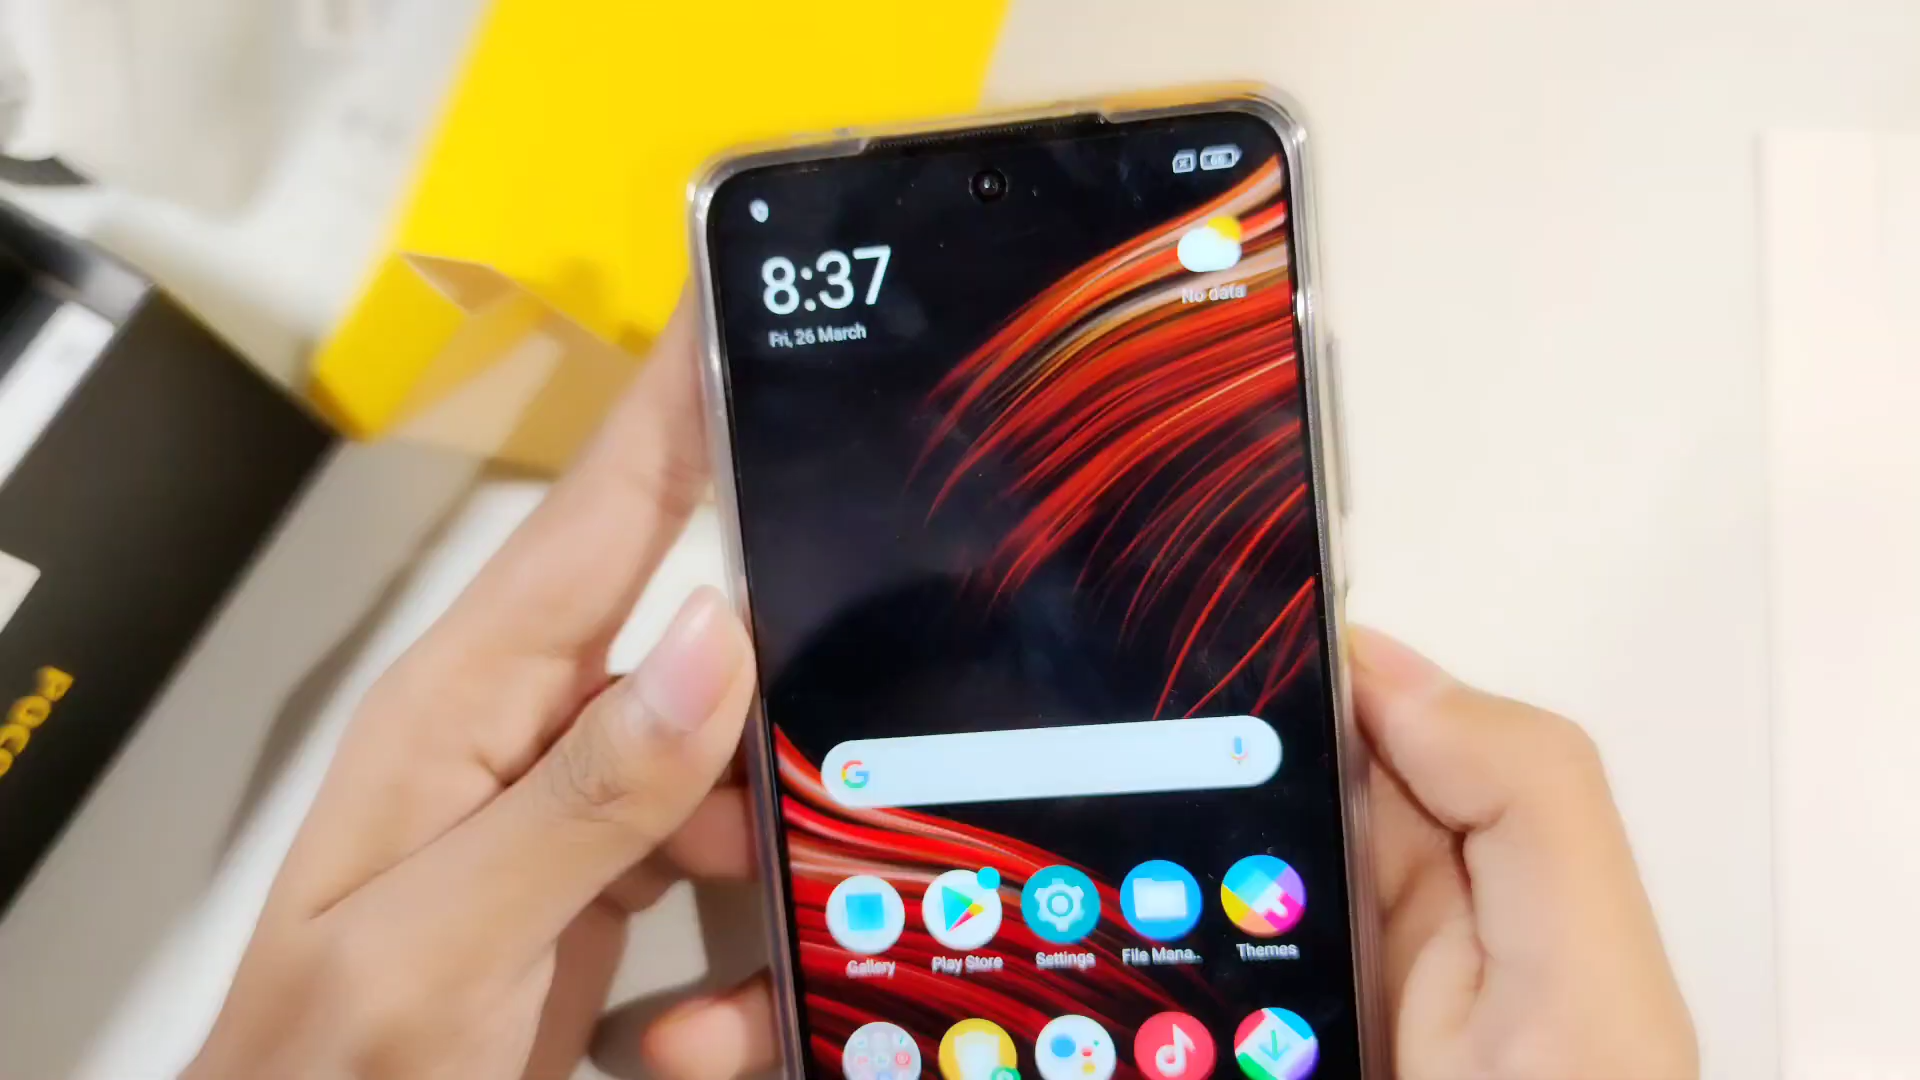 8:37
Fri, 26 March
No data
Gallery
Play Store
Settings
File Mana..
Themes
POCO